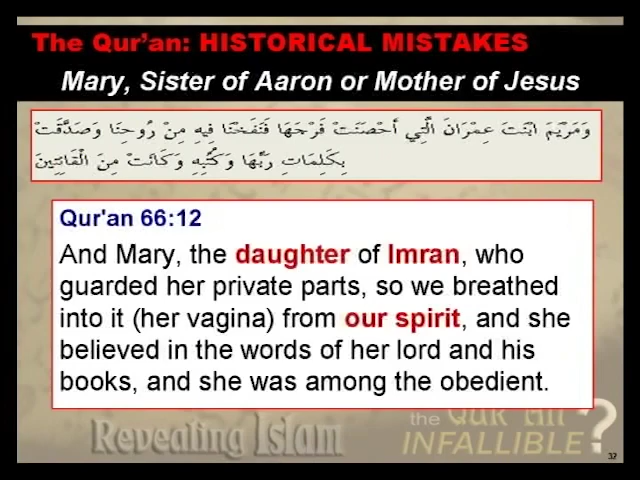 The Qur'an: HISTORICAL MISTAKES
Mary, Sister of Aaron or Mother of Jesus
وَمَرْيَمَ ابْنَتَ عِمْرَانَ الَّتِي أَحْصَنَتْ فَرْجَهَا فَنَفَخْنَا فِيهِ مِنْ رُوحِنَا وَصَدَّقَتْ
بِكَلِمَاتِ رَبِّهَا وَكُتُبِهِ وَكَانَتْ مِنَ الْقَانِتِينَ
Qur'an 66:12
And Mary, the daughter of Imran, who
guarded her private parts, so we breathed
into it (her vagina) from our spirit, and she
believed in the words of her lord and his
books, and she was among the obedient.
the Qur'an
Revealing Islam
INFALLIBLE?
32